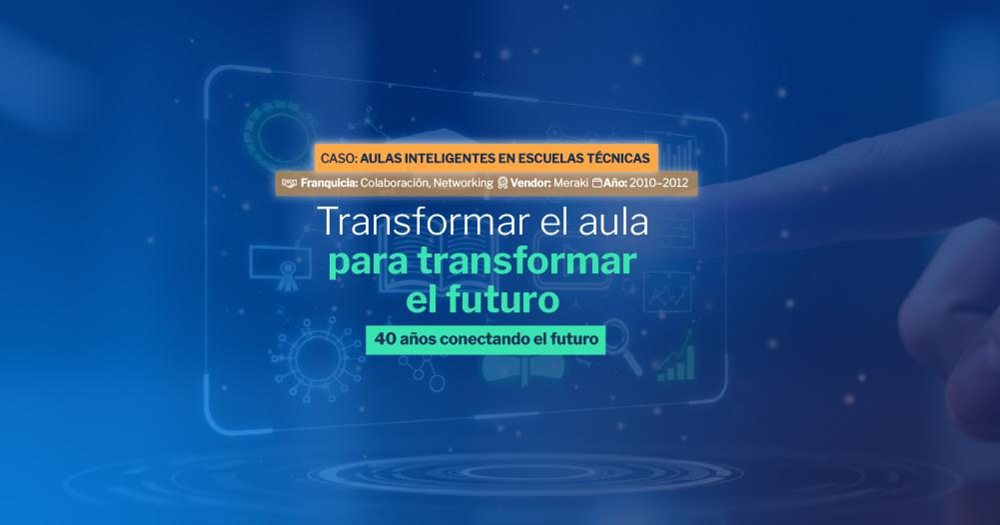 CASO: AULAS INTELIGENTES EN ESCUELAS TÉCNICAS
Franquicia: Colaboración, Networking Vendor: Meraki Año: 2010–2012
Transformar el aula
para transformar
el futuro
40 años conectando el futuro